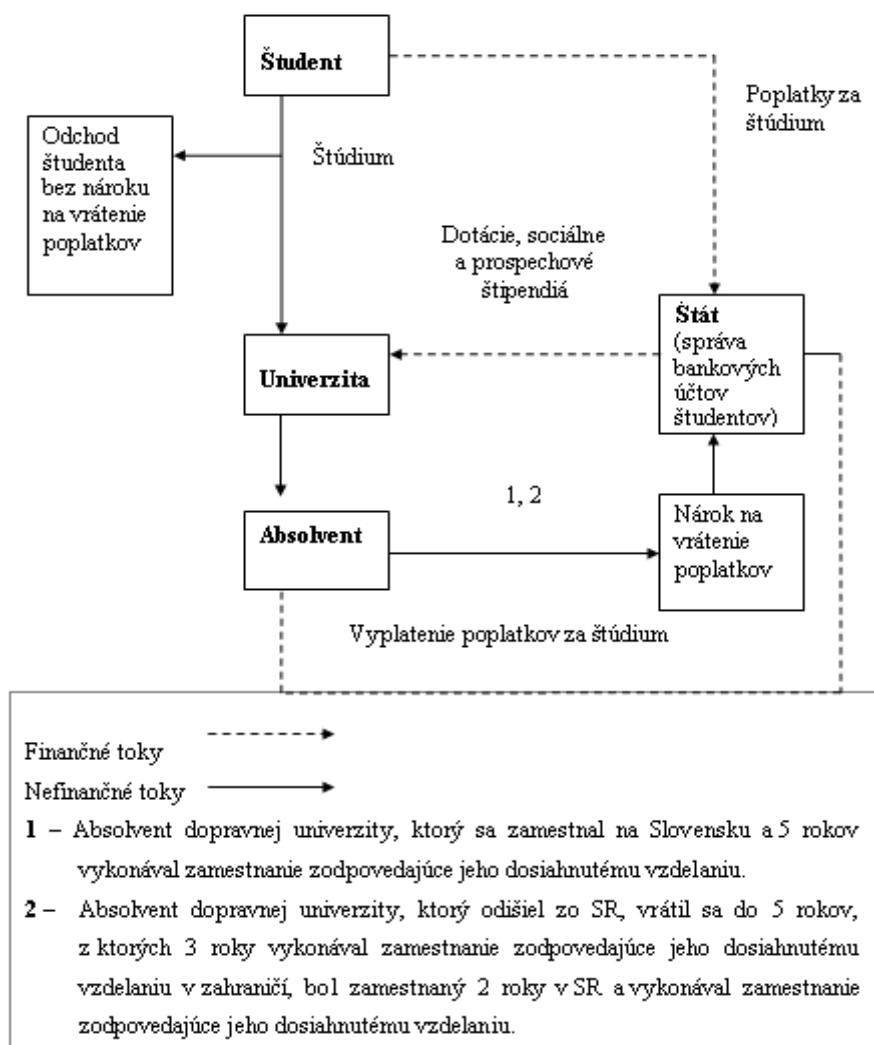 Študent
Poplatky za
štúdium
Odchod
študenta
bez nároku
na vrátenie
poplatkov
Štúdium
Dotácie, sociálne
a prospechové
štipendiá
Štát
(správa
bankových
účtov
študentov)
Univerzita
1, 2
Absolvent
Nárok na
vrátenie
poplatkov
Vyplatenie poplatkov za štúdium
Finančné toky
Nefinančné toky
1 – Absolvent dopravnej univerzity, ktorý sa zamestnal na Slovensku a 5 rokov
vykonával zamestnanie zodpovedajúce jeho dosiahnutému vzdelaniu.
2 – Absolvent dopravnej univerzity, ktorý odišiel zo SR, vrátil sa do 5 rokov,
z ktorých 3 roky vykonával zamestnanie zodpovedajúce jeho dosiahnutému
vzdelaniu v zahraničí, bol zamestnaný 2 roky v SR a vykonával zamestnanie
zodpovedajúce jeho dosiahnutému vzdelaniu.